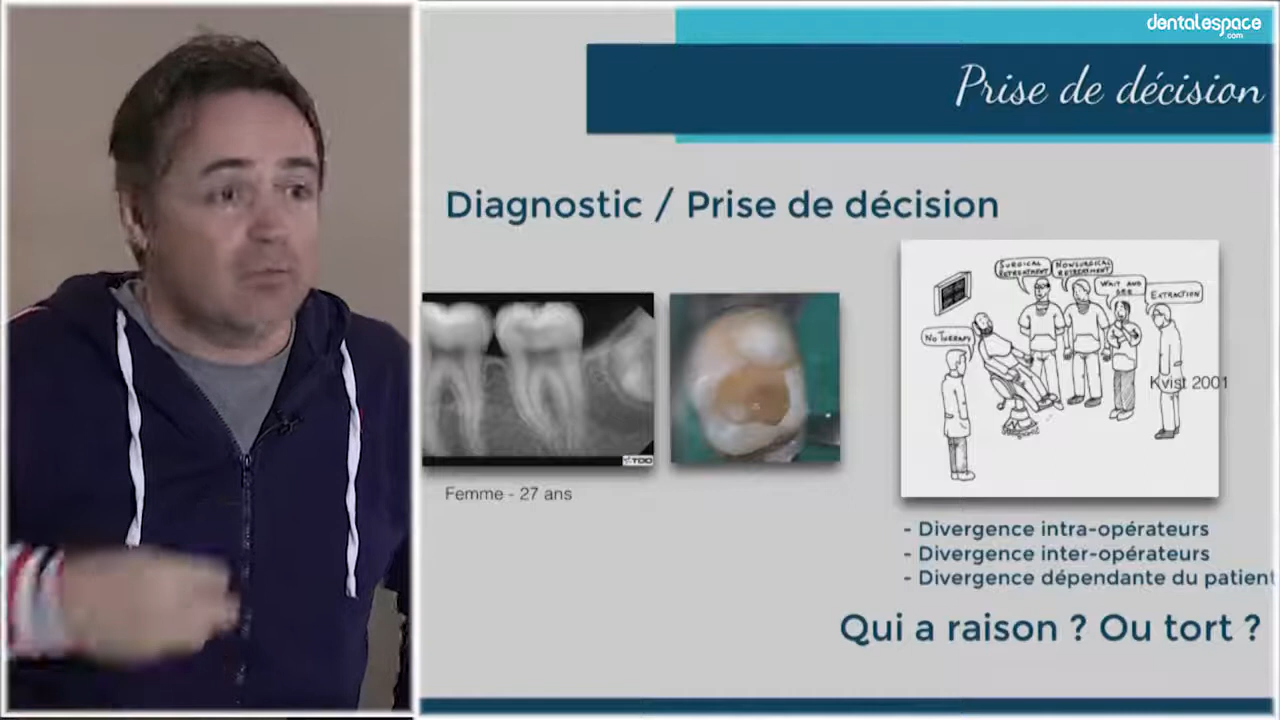 dentalespace
.com
Prise de décision
Diagnostic / Prise de décision
SURGICAL
RETREATMENT
NONSURGICAL
RETREATMENT
WAIT AND
SEE
EXTRACTION
NO THERAPY
Kvist 2001
TDO
Femme - 27 ans
- Divergence intra-opérateurs
- Divergence inter-opérateurs
- Divergence dépendante du patient
Qui a raison ? Ou tort ?